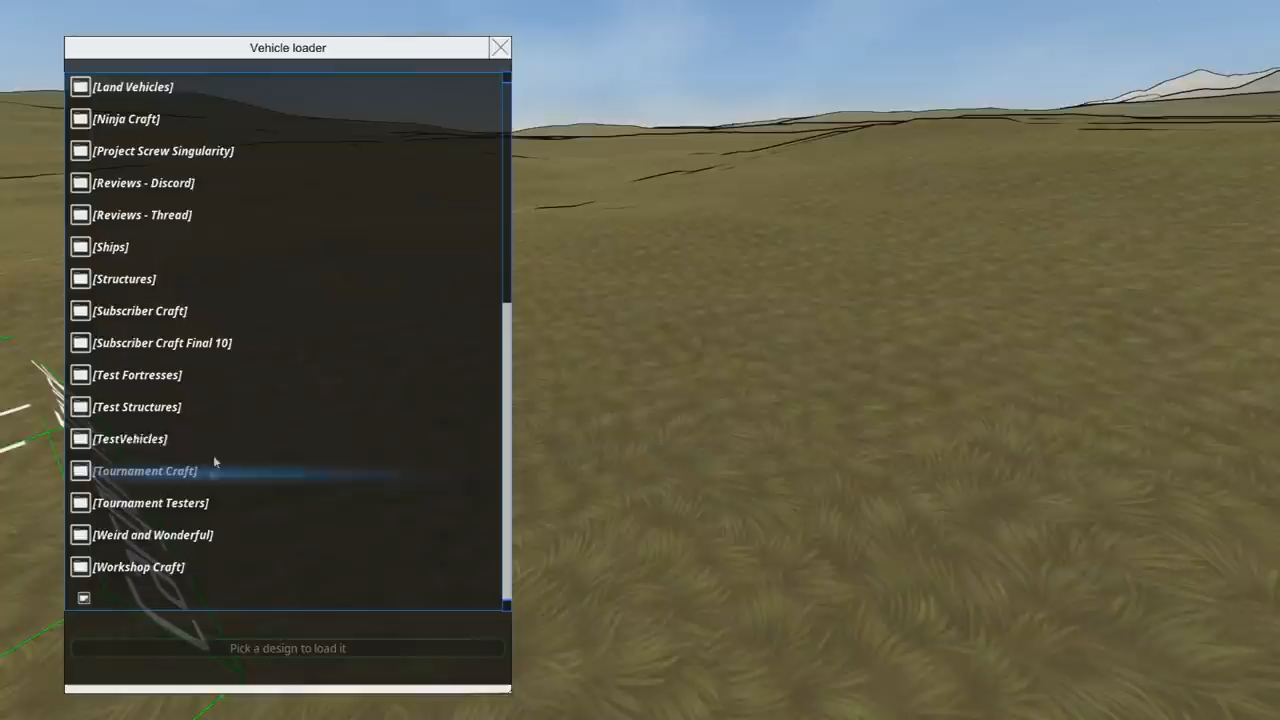 Vehicle loader
[Land Vehicles]
[Ninja Craft]
[Project Screw Singularity]
[Reviews - Discord]
[Reviews - Thread]
[Ships]
[Structures]
[Subscriber Craft]
[Subscriber Craft Final 10]
[Test Fortresses]
[Test Structures]
[TestVehicles]
[Tournament Craft]
[Tournament Testers]
[Weird and Wonderful]
[Workshop Craft]
Pick a design to load it